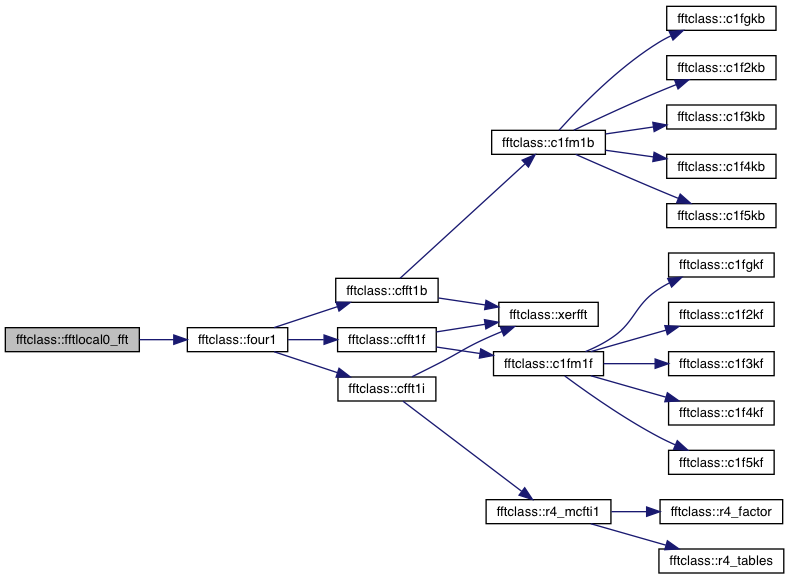 fftclass::fftlocal0_fft
fftclass::four1
fftclass::cfft1b
fftclass::cfft1f
fftclass::cfft1i
fftclass::c1fm1b
fftclass::xerfft
fftclass::c1fm1f
fftclass::r4_mcfti1
fftclass::c1fgkb
fftclass::c1f2kb
fftclass::c1f3kb
fftclass::c1f4kb
fftclass::c1f5kb
fftclass::c1fgkf
fftclass::c1f2kf
fftclass::c1f3kf
fftclass::c1f4kf
fftclass::c1f5kf
fftclass::r4_factor
fftclass::r4_tables